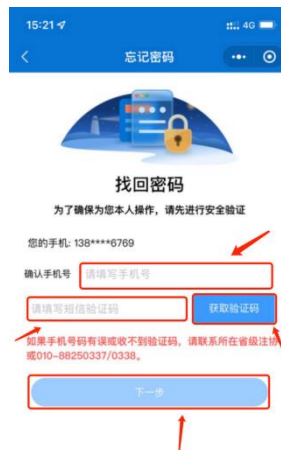 15:21 4G
忘记密码
找回密码
为了确保为您本人操作，请先进行安全验证
您的手机: 138****6769
确认手机号 请填写手机号
请填写短信验证码 获取验证码
如果手机号码有误或收不到验证码，请联系所在省级注协
或010-88250337/0338。
下一步